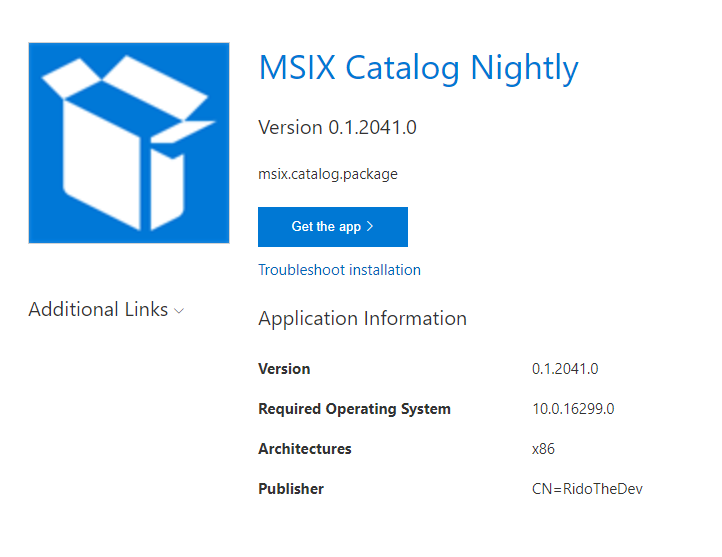 MSIX Catalog Nightly
Version 0.1.2041.0
msix.catalog.package
Get the app
Troubleshoot installation
Additional Links
Application Information
Version 0.1.2041.0
Required Operating System 10.0.16299.0
Architectures x86
Publisher CN=RidoTheDev